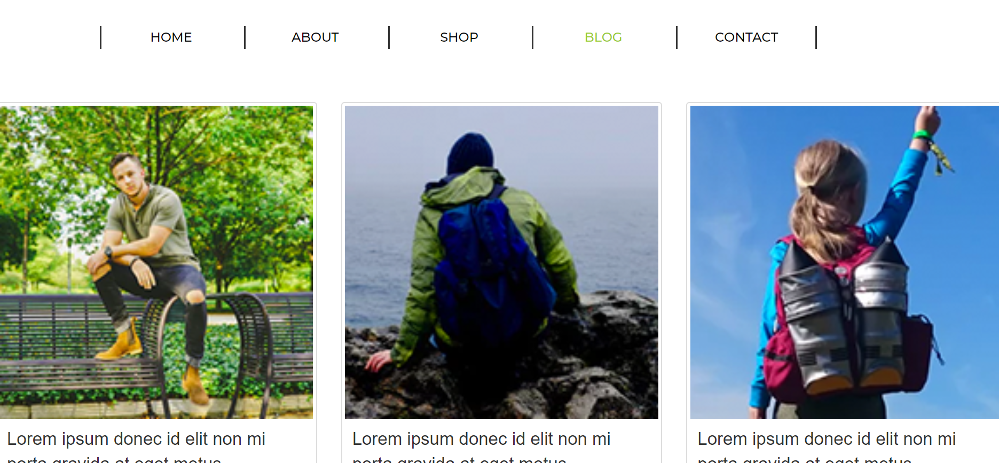 HOME ABOUT SHOP BLOG CONTACT
Lorem ipsum donec id elit non mi
porta gravida at eget metus.
Lorem ipsum donec id elit non mi
porta gravida at eget metus.
Lorem ipsum donec id elit non mi
porta gravida at eget metus.